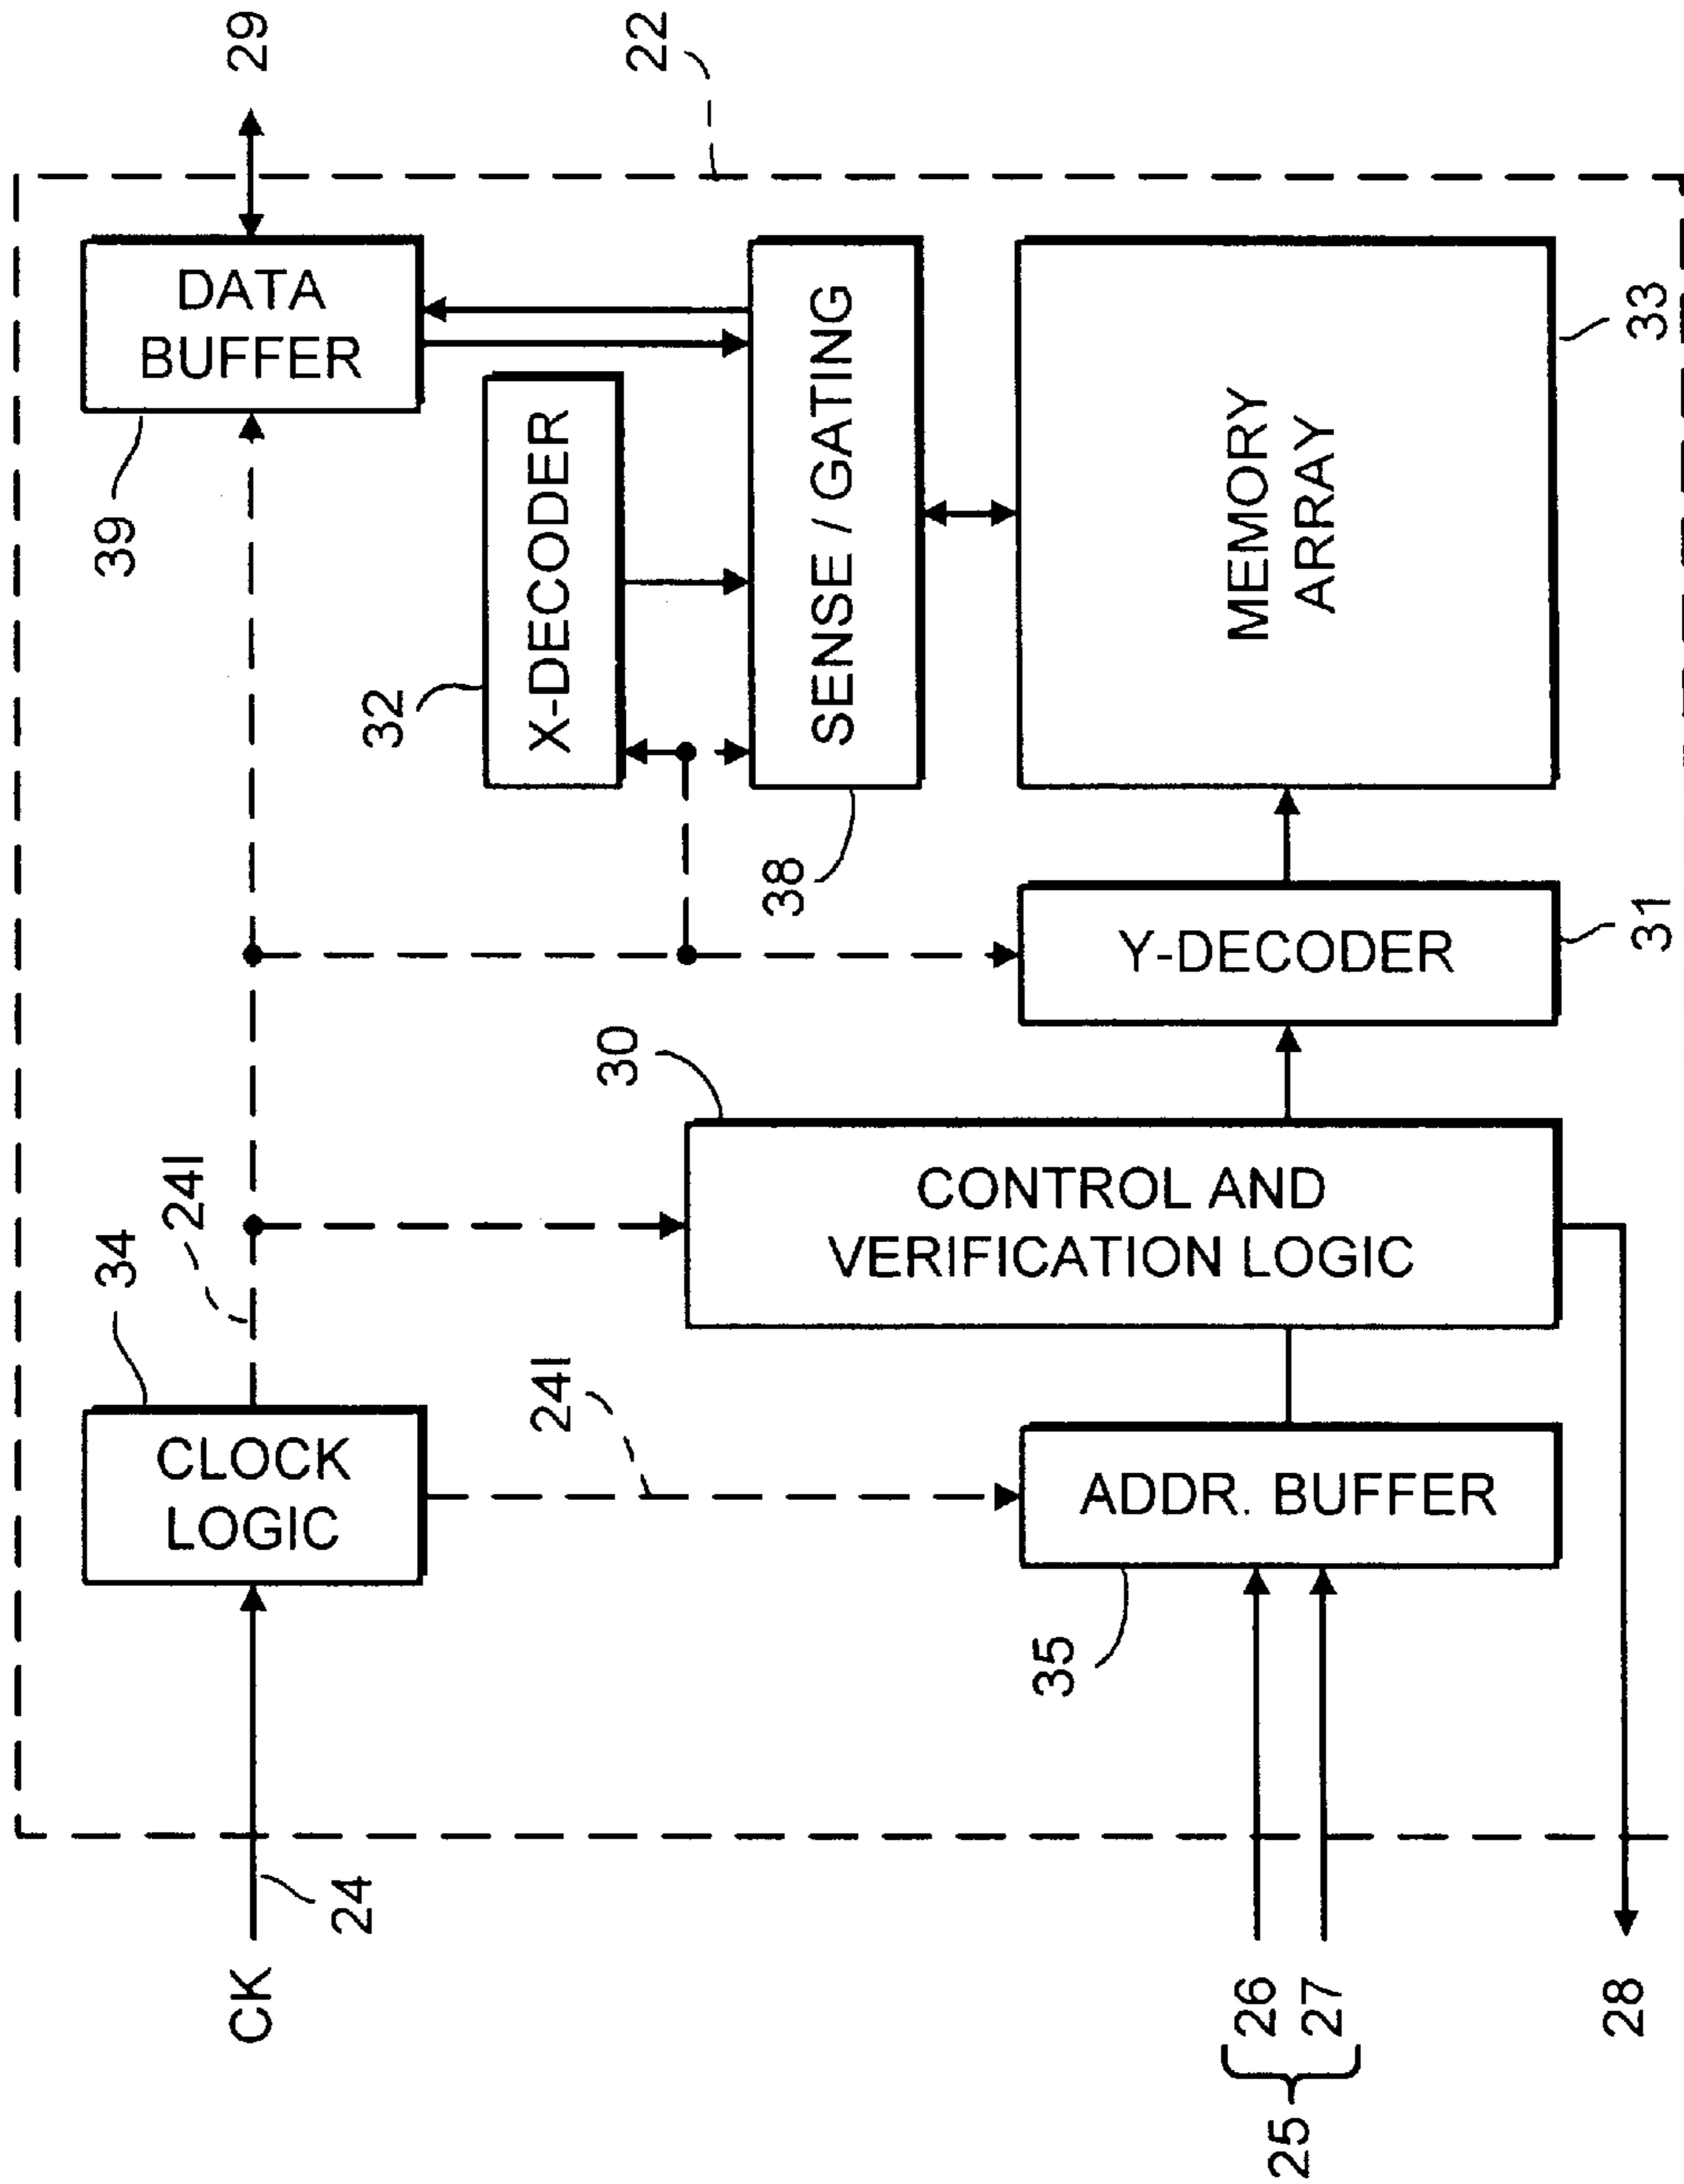 CK
24
34
CLOCK
LOGIC
24I
24I
39
DATA
BUFFER
29
22
32
X-DECODER
38
SENSE / GATING
30
CONTROL AND
VERIFICATION LOGIC
35
ADDR. BUFFER
Y-DECODER
31
MEMORY
ARRAY
33
25
26
27
28